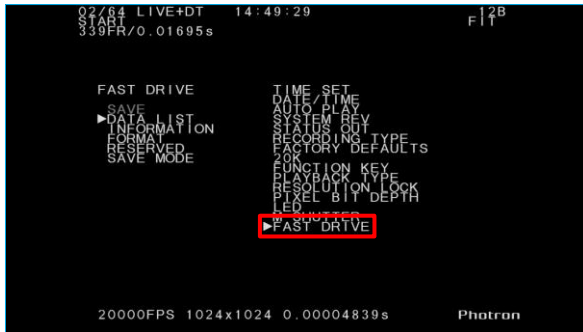 02/64 LIVE+DT 14:49:29 12B
START FIT
339FR/0.01695s
FAST DRIVE
SAVE
▶DATA LIST
INFORMATION
FORMAT
RESERVED
SAVE MODE
TIME SET
DATE/TIME
AUTO PLAY
SYSTEM REV
STATUS OUT
RECORDING TYPE
FACTORY DEFAULTS
20K
FUNCTION KEY
PLAYBACK TYPE
RESOLUTION LOCK
PIXEL BIT DEPTH
LED
M SHUTTER
▶FAST DRIVE
20000FPS 1024x1024 0.00004839s Photron